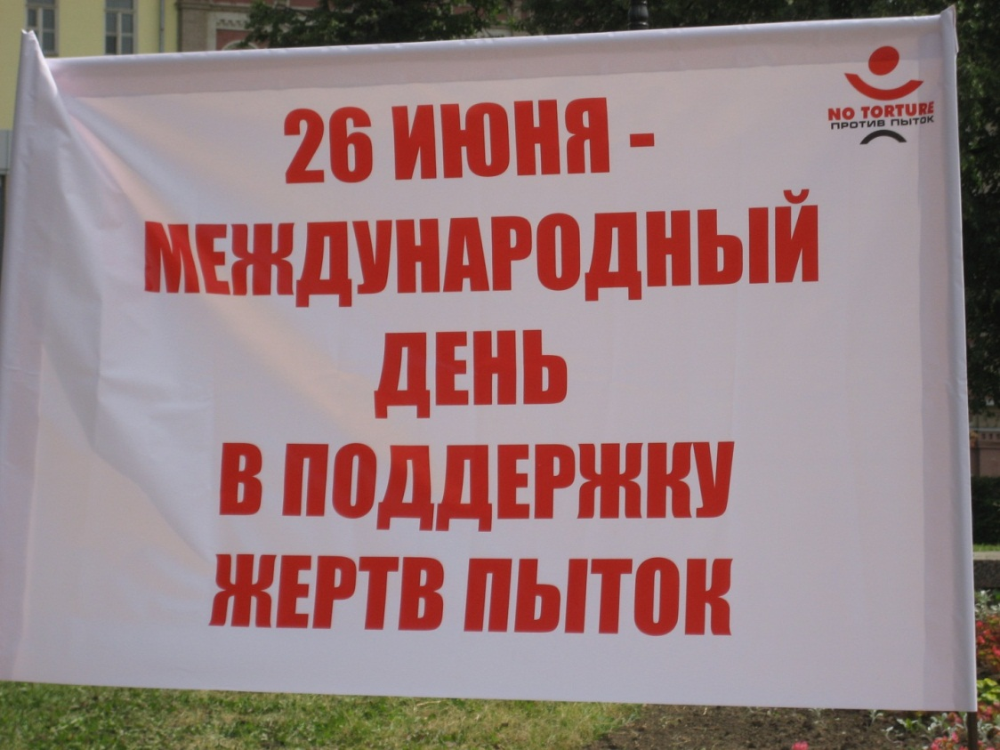 26 ИЮНЯ -
МЕЖДУНАРОДНЫЙ
ДЕНЬ
В ПОДДЕРЖКУ
ЖЕРТВ ПЫТОК
NO TORTURE
ПРОТИВ ПЫТОК